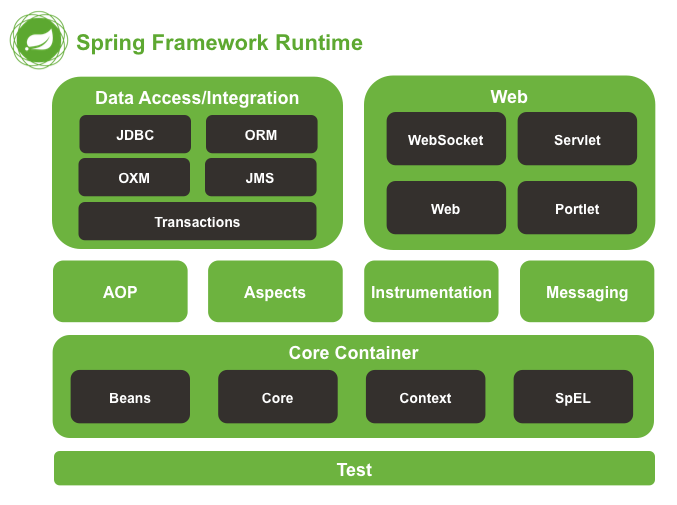 Spring Framework Runtime
Data Access/Integration
JDBC
ORM
OXM
JMS
Transactions
Web
WebSocket
Servlet
Web
Portlet
AOP
Aspects
Instrumentation
Messaging
Core Container
Beans
Core
Context
SpEL
Test